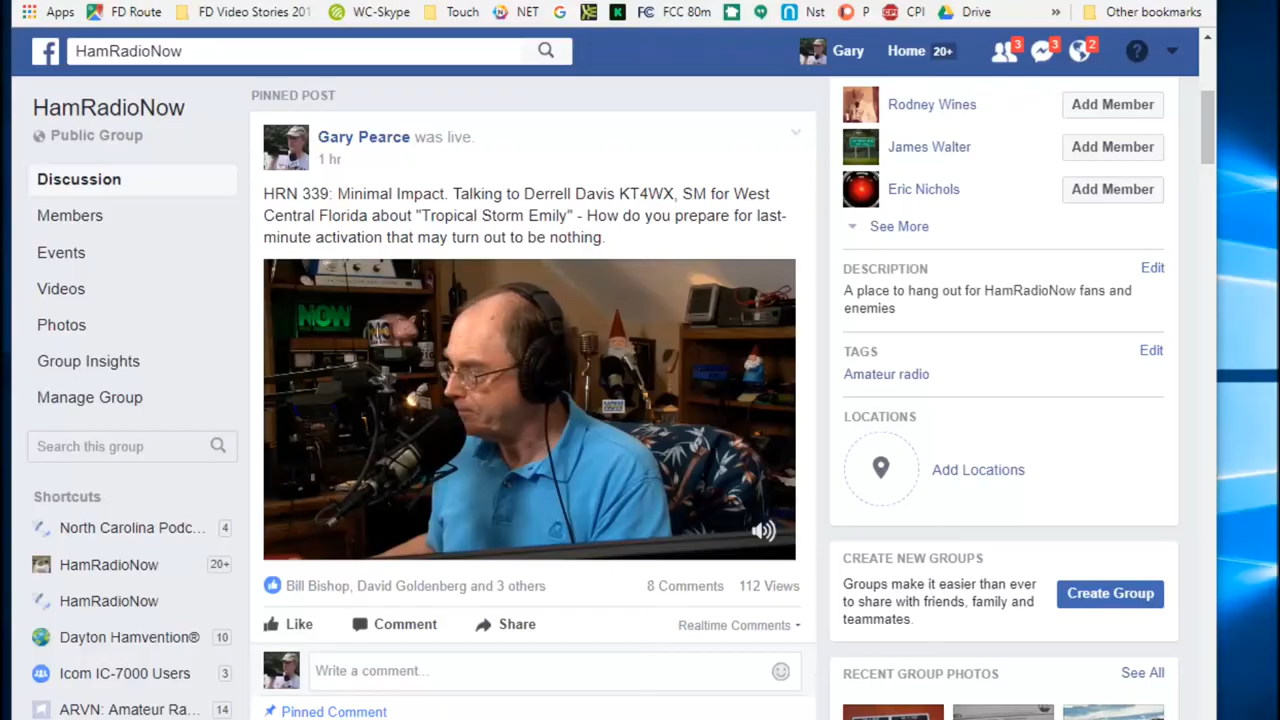 Apps FD Route FD Video Stories 201 WC-Skype Touch NET FCC 80m Nst P CPI Drive » Other bookmarks
HamRadioNow
Gary Home 20+ 3 3 2
HamRadioNow
Public Group
Discussion
Members
Events
Videos
Photos
Group Insights
Manage Group
Search this group
Shortcuts
North Carolina Podc... 4
HamRadioNow 20+
HamRadioNow
Dayton Hamvention® 10
Icom IC-7000 Users 3
ARVN: Amateur Ra... 14
PINNED POST
Gary Pearce was live.
1 hr
HRN 339: Minimal Impact. Talking to Derrell Davis KT4WX, SM for West
Central Florida about "Tropical Storm Emily" - How do you prepare for last-
minute activation that may turn out to be nothing.
NOW
Bill Bishop, David Goldenberg and 3 others 8 Comments 112 Views
Like Comment Share Realtime Comments
Write a comment...
Pinned Comment
Rodney Wines Add Member
James Walter Add Member
Eric Nichols Add Member
See More
DESCRIPTION Edit
A place to hang out for HamRadioNow fans and
enemies
TAGS Edit
Amateur radio
LOCATIONS
Add Locations
CREATE NEW GROUPS
Groups make it easier than ever
to share with friends, family and
teammates.
Create Group
RECENT GROUP PHOTOS See All